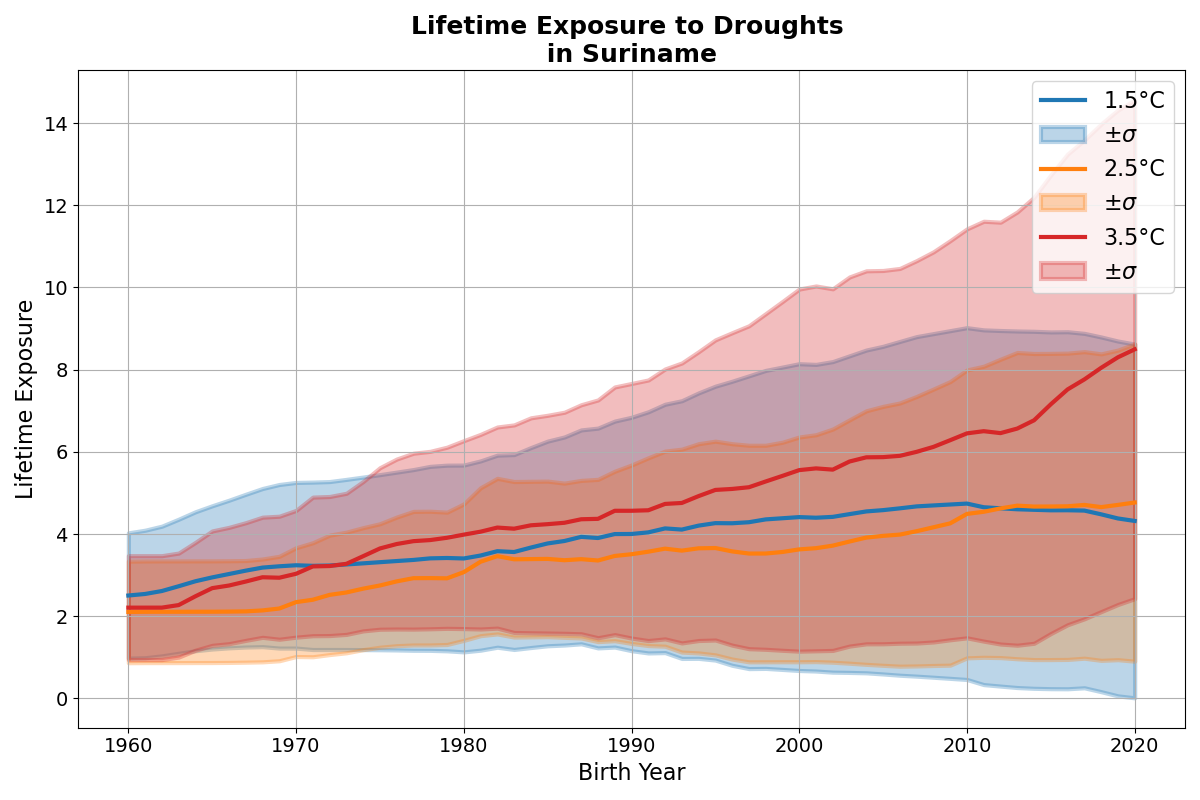 Lifetime Exposure to Droughts
in Suriname
Lifetime Exposure
14
12
10
8
6
4
2
0
1.5°C
±σ
2.5°C
±σ
3.5°C
±σ
1960 1970 1980 1990 2000 2010 2020
Birth Year